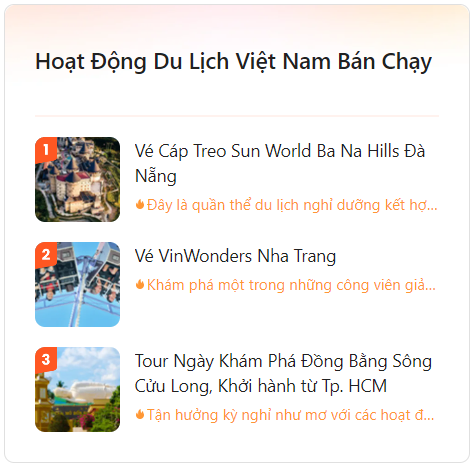 Hoạt Động Du Lịch Việt Nam Bán Chạy
1
Vé Cáp Treo Sun World Ba Na Hills Đà
Nẵng
Đây là quần thể du lịch nghỉ dưỡng kết hợ...
2
Vé VinWonders Nha Trang
Khám phá một trong những công viên giả...
3
Tour Ngày Khám Phá Đồng Bằng Sông
Cửu Long, Khởi hành từ Tp. HCM
Tận hưởng kỳ nghỉ như mơ với các hoạt đ...